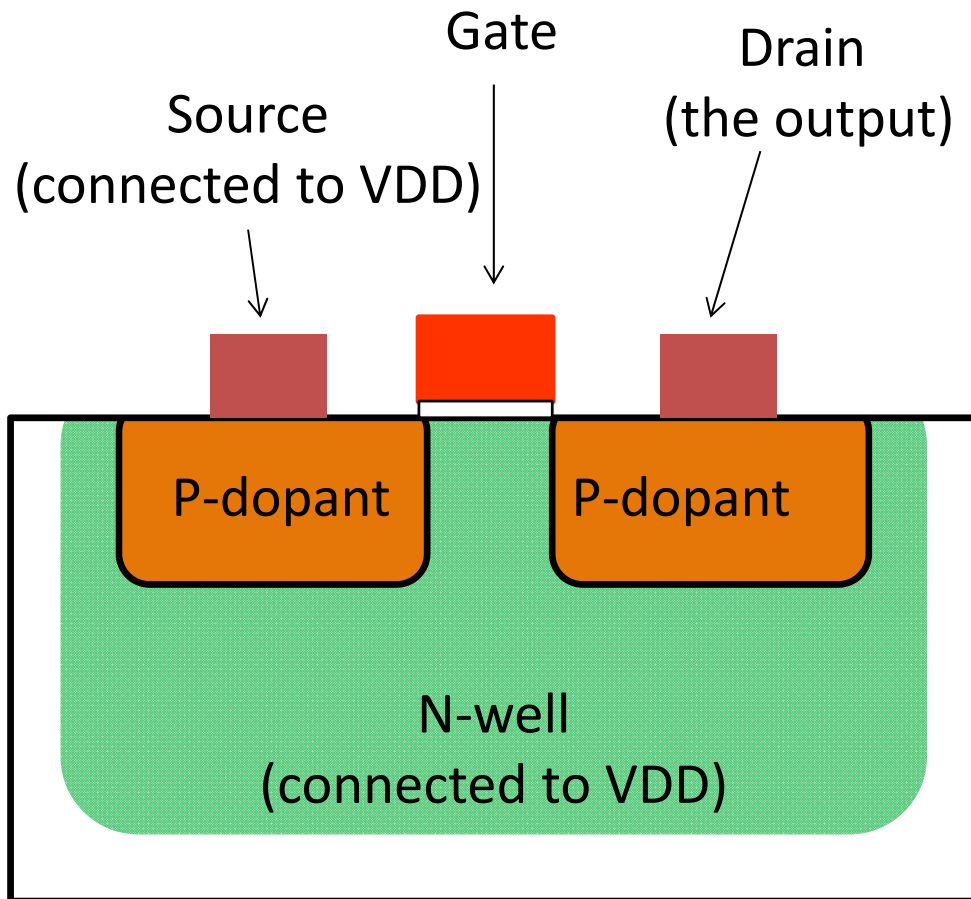 Gate
Source
(connected to VDD)
Drain
(the output)
P-dopant
P-dopant
N-well
(connected to VDD)